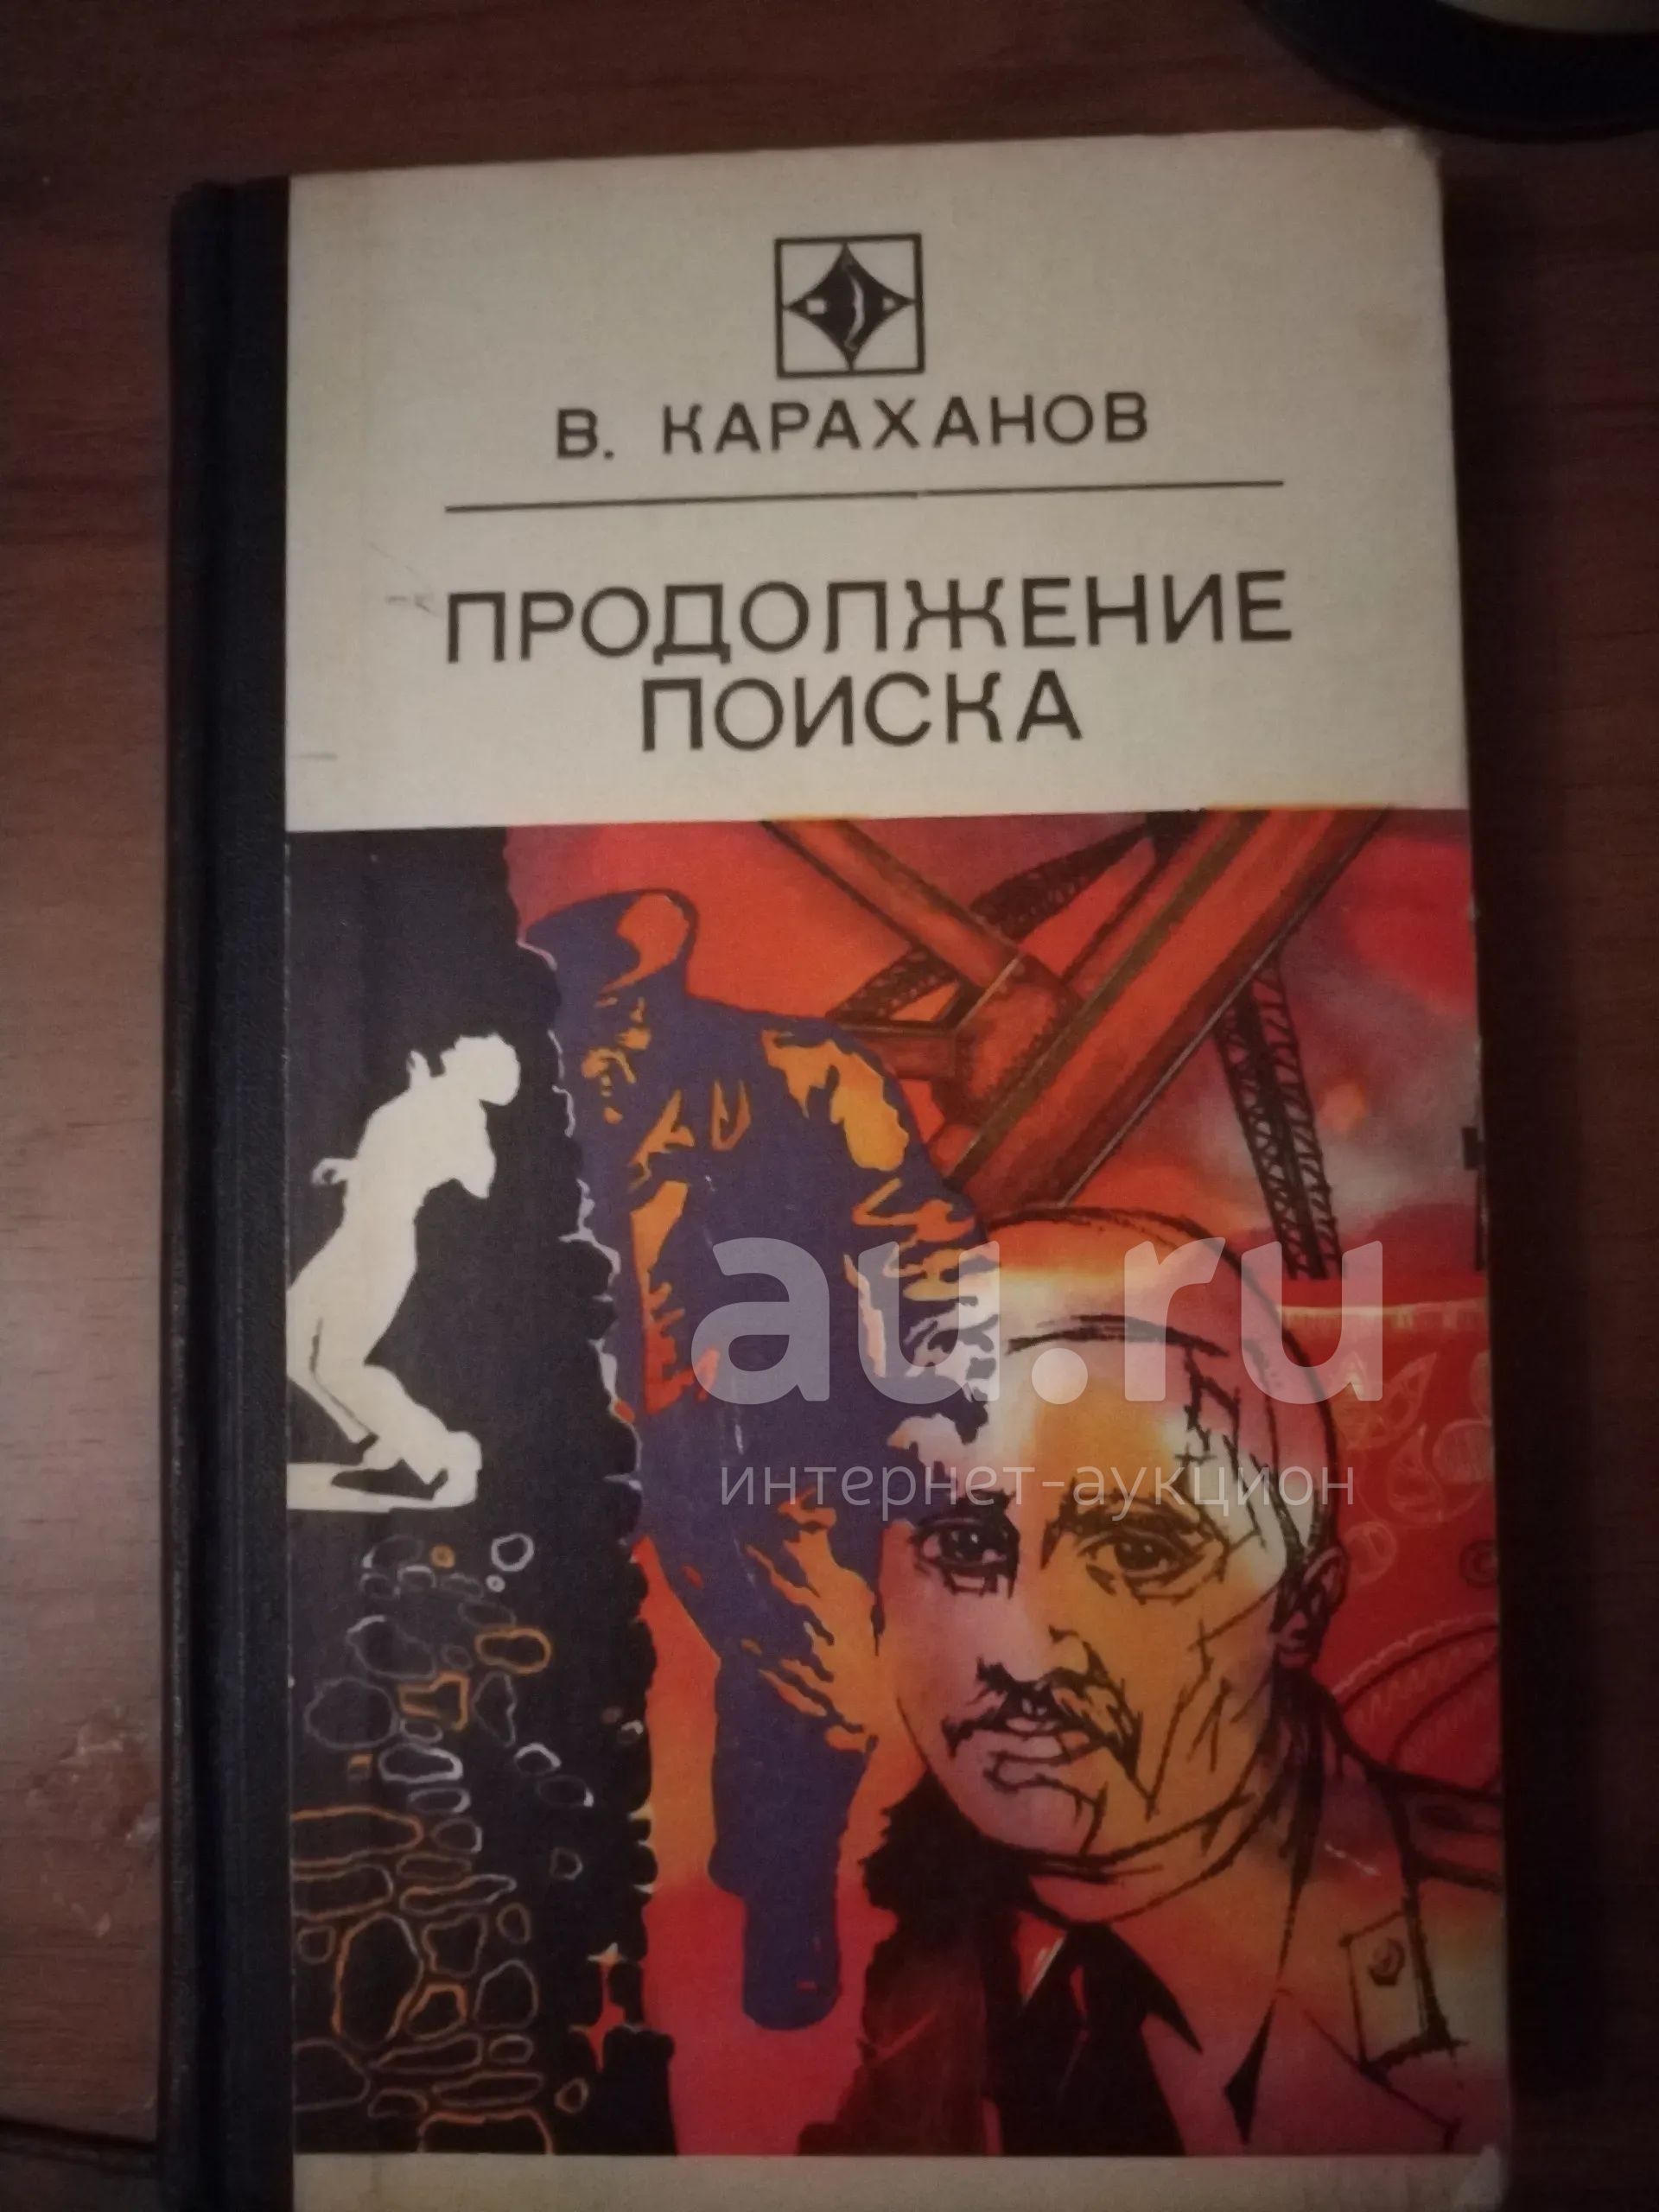 В. КАРАХАНОВ
ПРОДОЛЖЕНИЕ
ПОИСКА
au.ru
интернет-аукцион